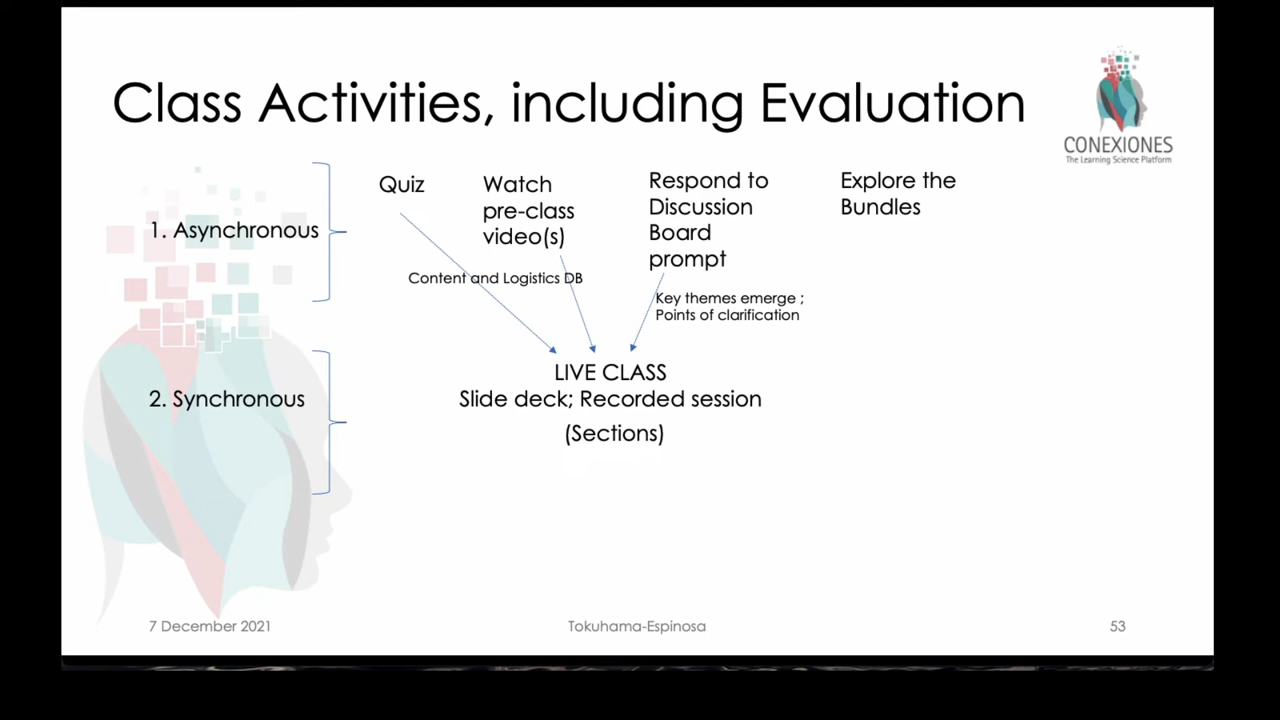 Class Activities, including Evaluation
CONEXIONES
The Learning Science Platform
1. Asynchronous
Quiz
Watch
pre-class
video(s)
Respond to
Discussion
Board
prompt
Explore the
Bundles
Content and Logistics DB
Key themes emerge ;
Points of clarification
2. Synchronous
LIVE CLASS
Slide deck; Recorded session
(Sections)
7 December 2021
Tokuhama-Espinosa
53